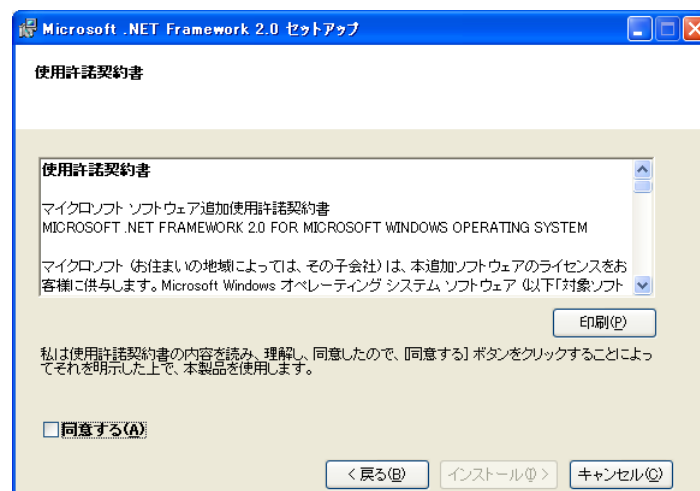 Microsoft .NET Framework 2.0 セットアップ
使用許諾契約書
使用許諾契約書
マイクロソフト ソフトウェア追加使用許諾契約書
MICROSOFT .NET FRAMEWORK 2.0 FOR MICROSOFT WINDOWS OPERATING SYSTEM
マイクロソフト (お住まいの地域によっては、その子会社) は、本追加ソフトウェアのライセンスをお
客様に供与します。Microsoft Windows オペレーティング システム ソフトウェア (以下「対象ソフト
印刷(P)
私は使用許諾契約書の内容を読み、理解し、同意したので、[同意する] ボタンをクリックすることによっ
てそれを明示した上で、本製品を使用します。
同意する(A)
< 戻る(B)
インストール(I) >
キャンセル(C)